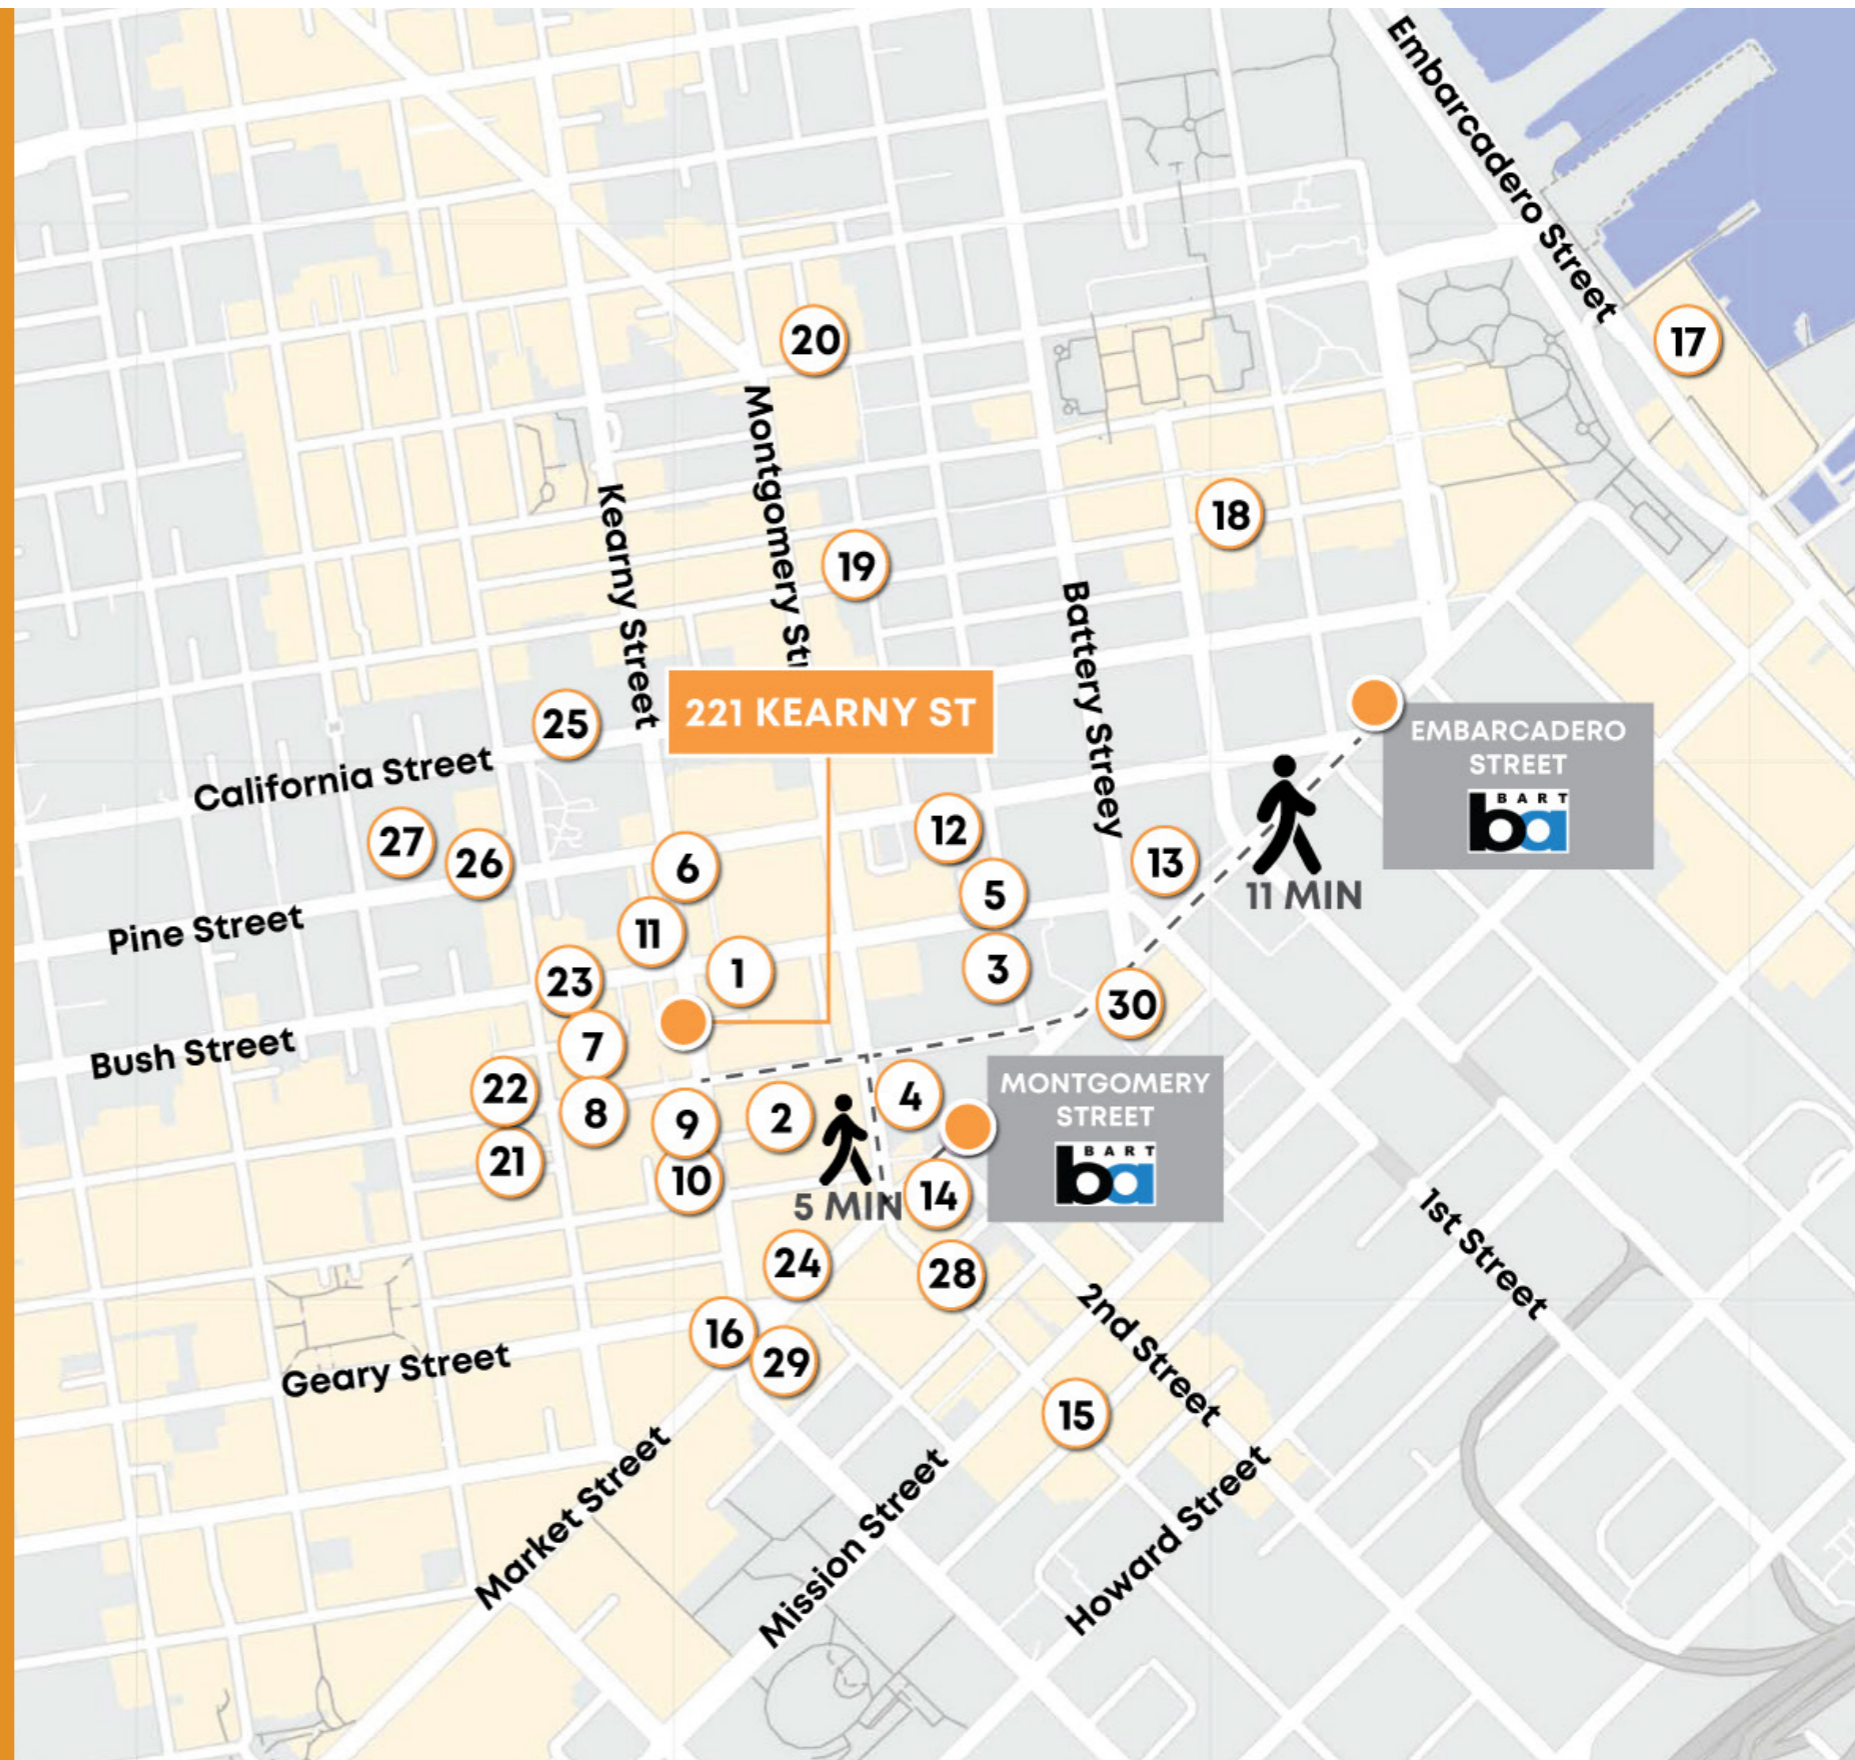 Embarcadero Street
20
17
Montgomery Str
Kearny Street
18
19
Battery Streey
25
221 KEARNY ST
California Street
EMBARCADERO
STREET
BART
ba
27
26
6
12
13
5
11 MIN
Pine Street
11
1
3
23
30
7
Bush Street
22
8
9
2
4
MONTGOMERY
STREET
BART
ba
21
10
5 MIN
14
24
28
1st Street
16
29
2nd Street
Geary Street
15
Market Street
Mission Street
Howard Street